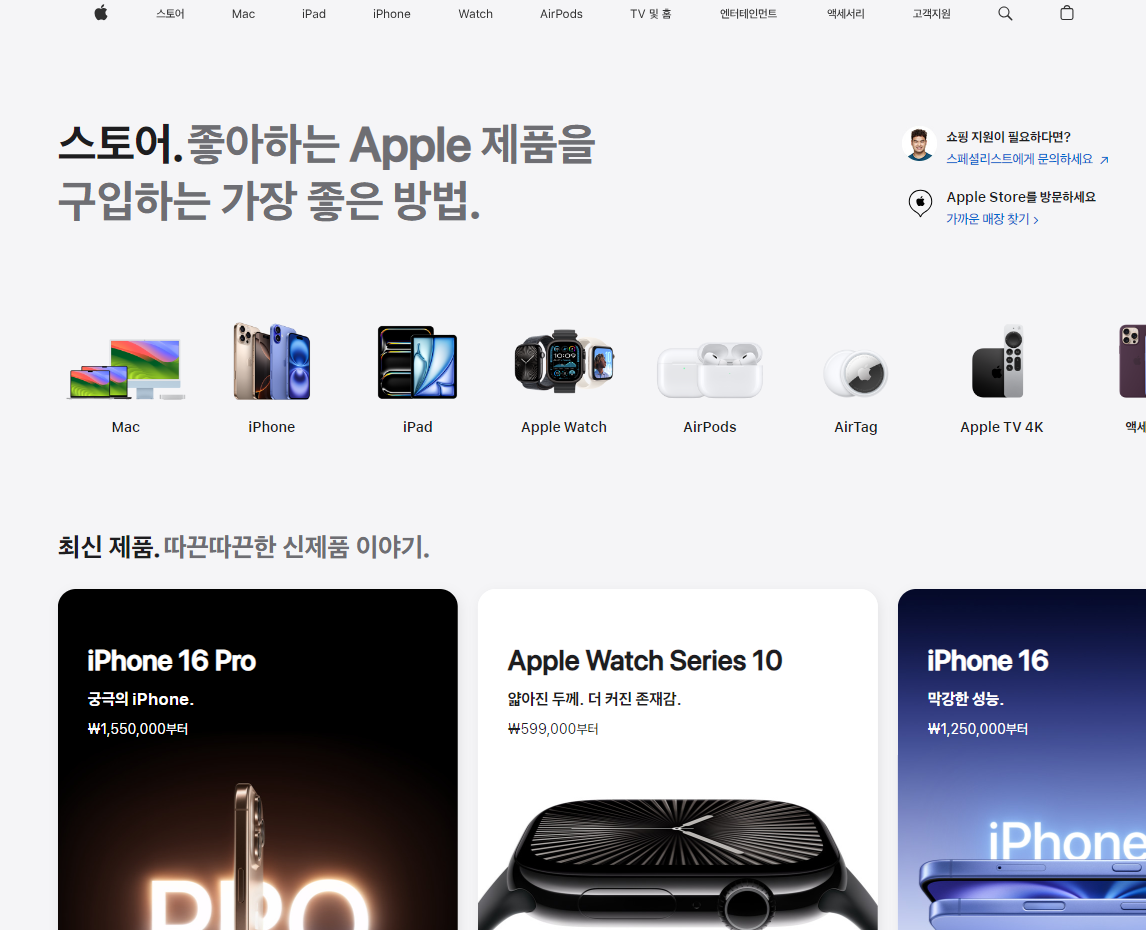 스토어 Mac iPad iPhone Watch AirPods TV 및 홈 엔터테인먼트 액세서리 고객지원
스토어. 좋아하는 Apple 제품을
구입하는 가장 좋은 방법.
쇼핑 지원이 필요하다면?
스페셜리스트에게 문의하세요
Apple Store를 방문하세요
가까운 매장 찾기
Mac iPhone iPad Apple Watch AirPods AirTag Apple TV 4K
최신 제품. 따끈따끈한 신제품 이야기.
iPhone 16 Pro
궁극의 iPhone.
₩1,550,000부터
PRO
Apple Watch Series 10
얇아진 두께. 더 커진 존재감.
₩599,000부터
iPhone 16
막강한 성능.
₩1,250,000부터
iPhone